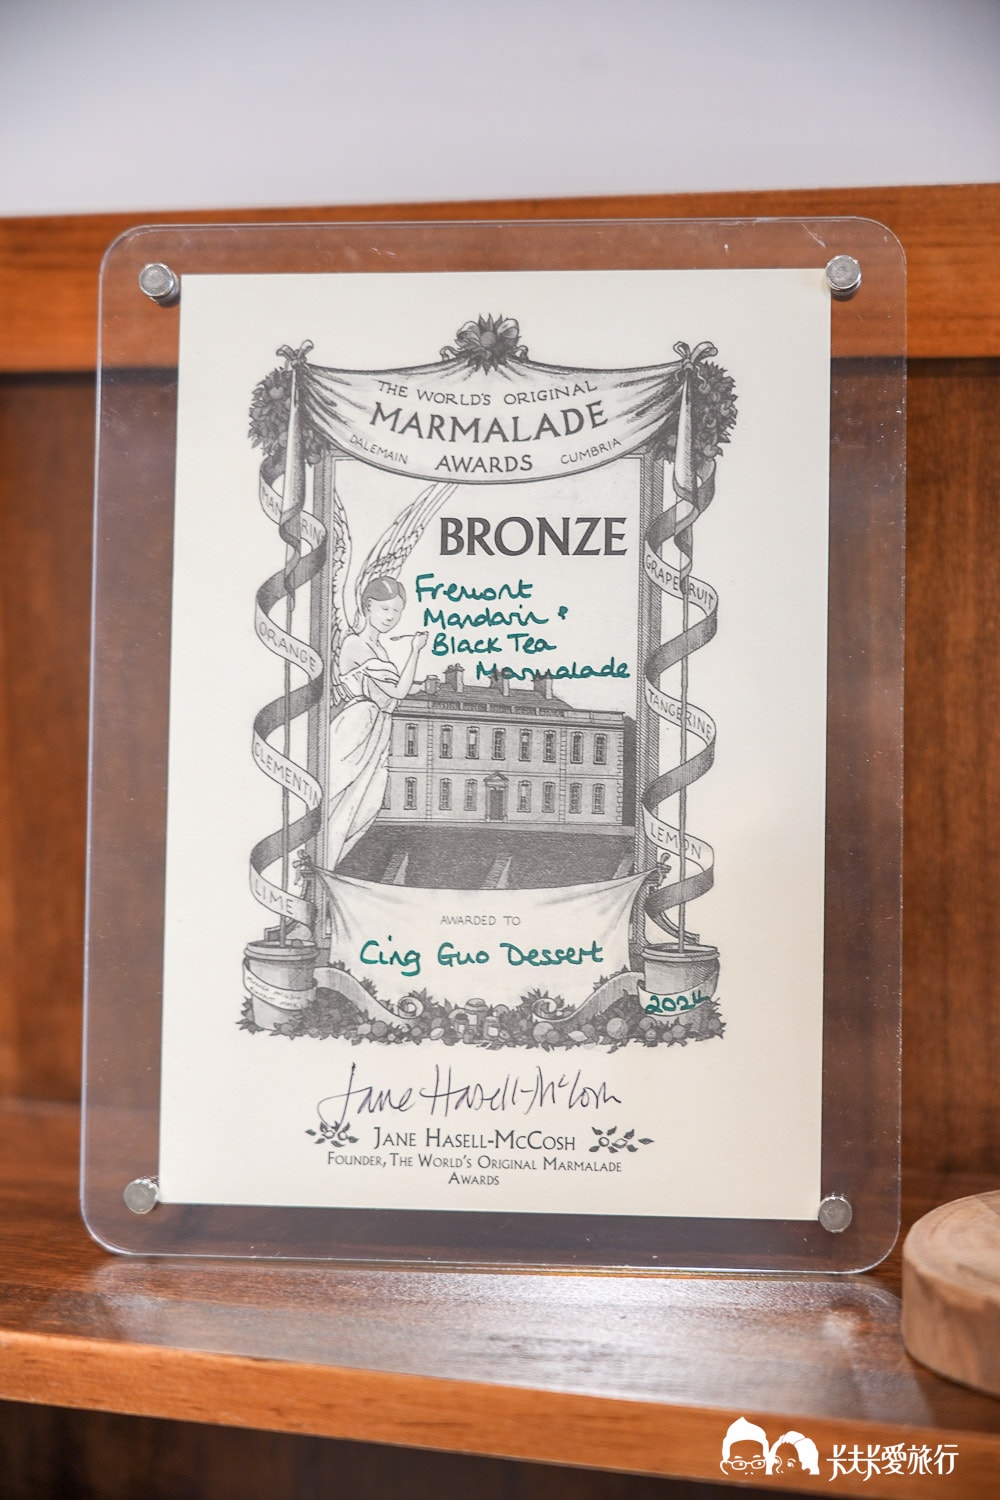 THE WORLD'S ORIGINAL
MARMALADE
DALEMAIN AWARDS CUMBRIA
BRONZE
Fremont
Mandarin &
Black Tea
Marmalade
MANDARIN
ORANGE
CLEMENTINE
LIME
GRAPEFRUIT
TANGERINE
LEMON
AWARDED TO
Cing Guo Dessert
2024
Jane Hasell-McCosh
JANE HASELL-MCCOSH
FOUNDER, THE WORLD'S ORIGINAL MARMALADE
AWARDS
卡夫卡愛旅行